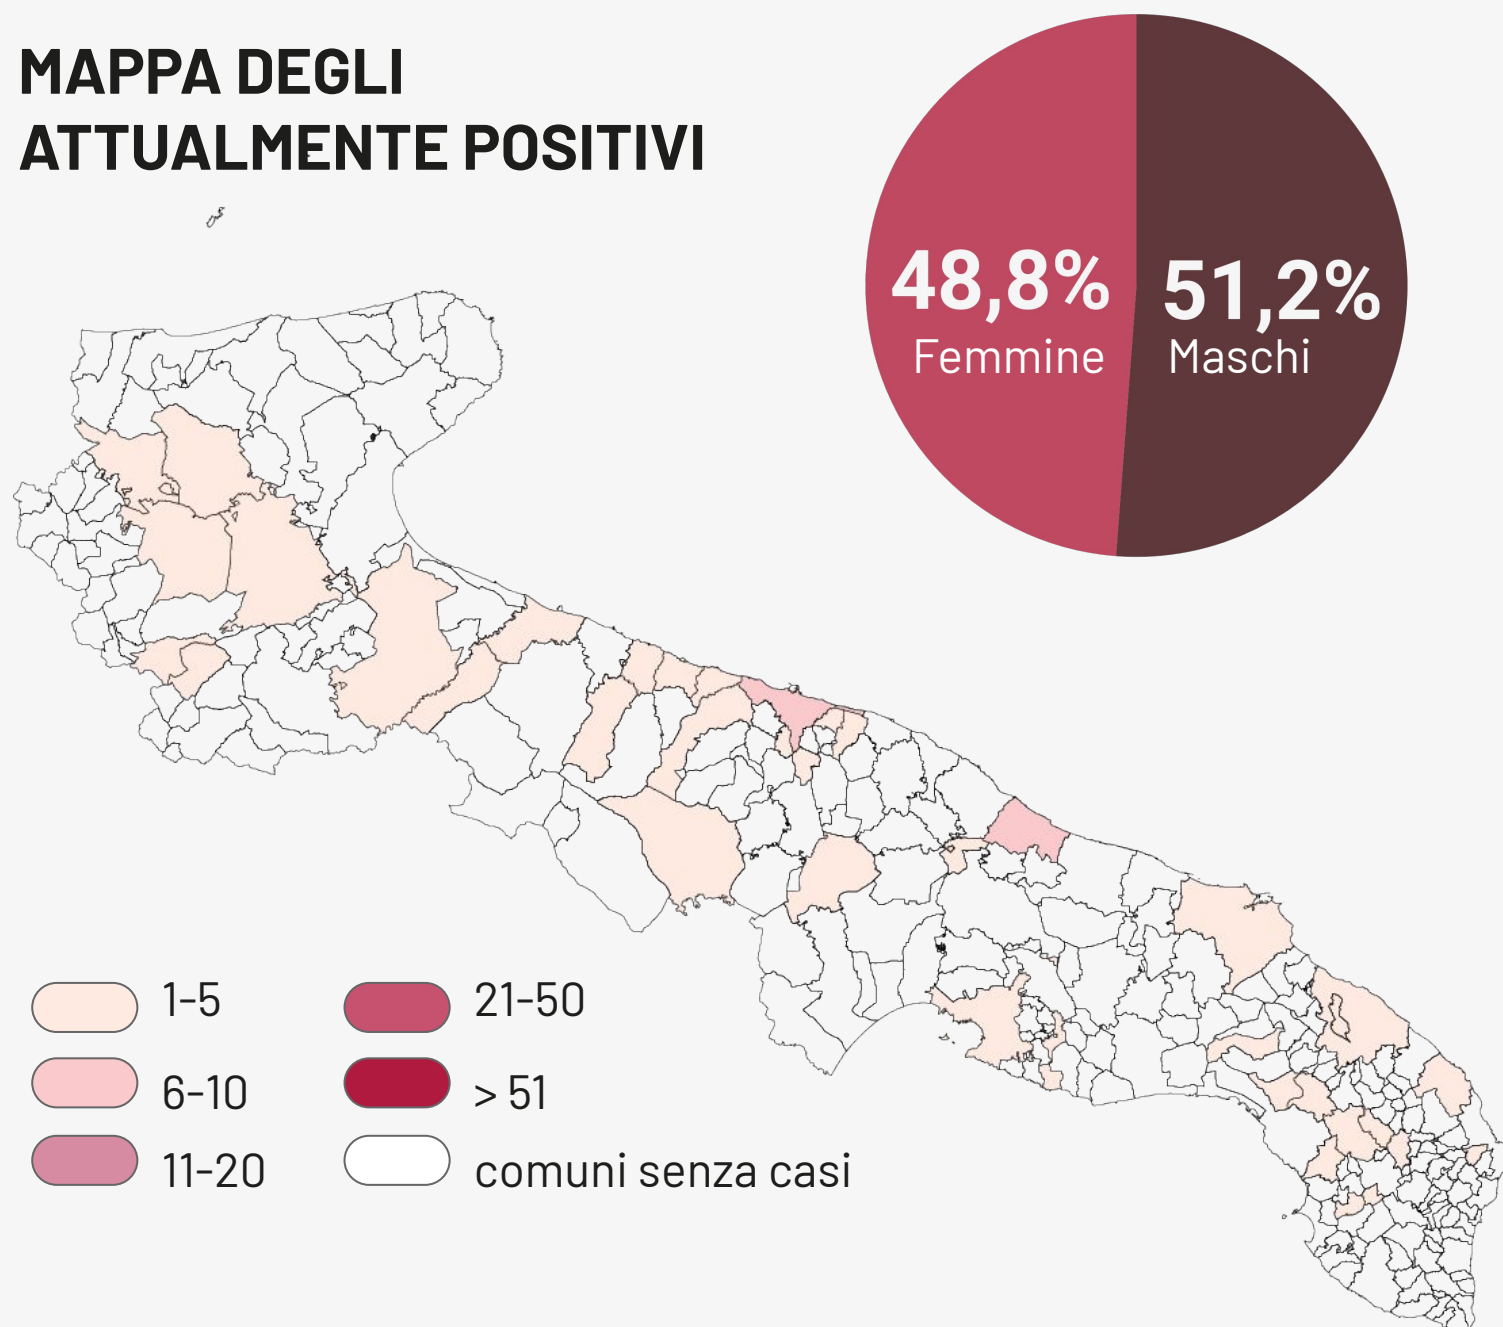 MAPPA DEGLI
ATTUALMENTE POSITIVI
48,8%
Femmine
51,2%
Maschi
1-5
6-10
11-20
21-50
> 51
comuni senza casi